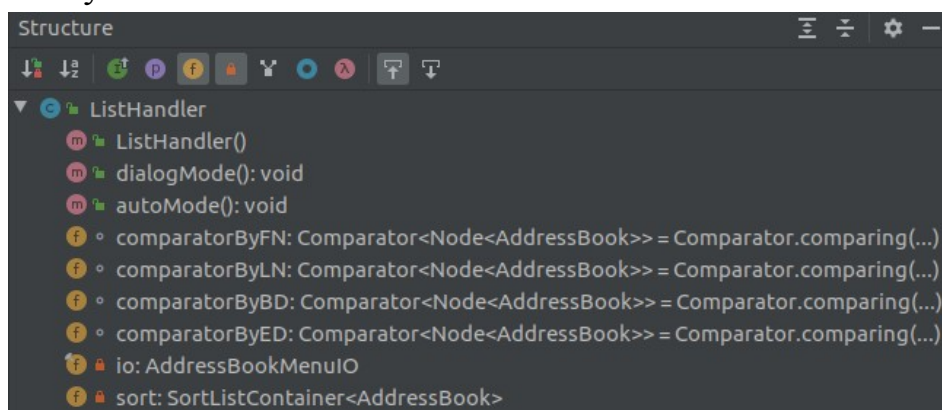 Structure
ListHandler
ListHandler()
dialogMode(): void
autoMode(): void
comparatorByFN: Comparator<Node<AddressBook>> = Comparator.comparing(...)
comparatorByLN: Comparator<Node<AddressBook>> = Comparator.comparing(...)
comparatorByBD: Comparator<Node<AddressBook>> = Comparator.comparing(...)
comparatorByED: Comparator<Node<AddressBook>> = Comparator.comparing(...)
io: AddressBookMenuIO
sort: SortListContainer<AddressBook>